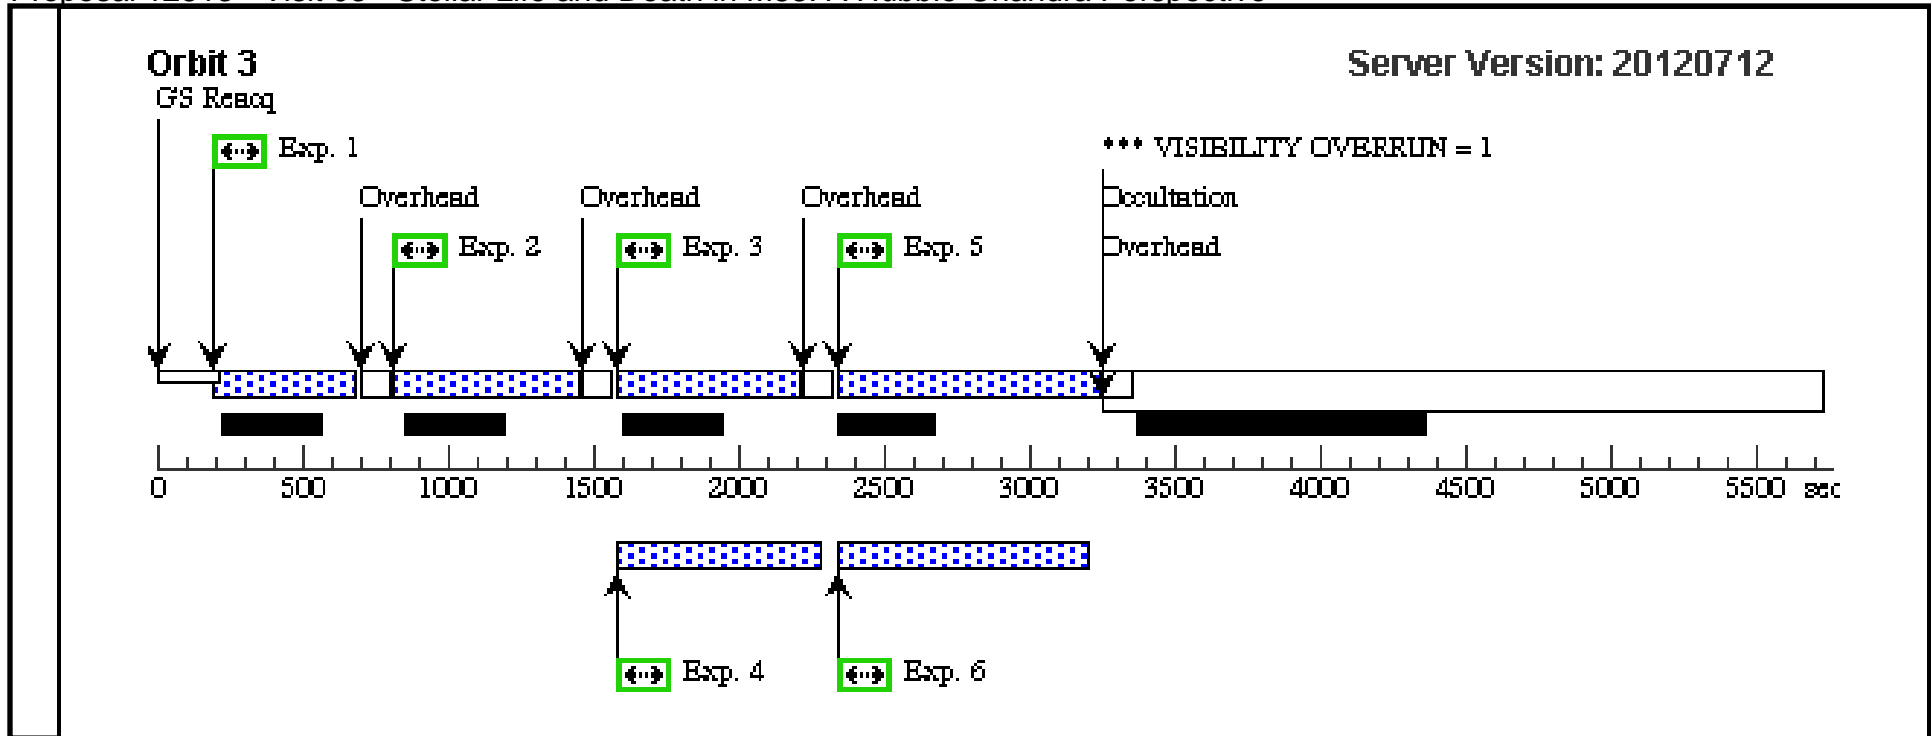 Orbit 3
Server Version: 20120712
GS Reacq
Exp. 1
*** VISIBILITY OVERRUN = 1
Overhead
Overhead
Overhead
Occultation
Exp. 2
Exp. 3
Exp. 5
Overhead
0 500 1000 1500 2000 2500 3000 3500 4000 4500 5000 5500 sec
Exp. 4
Exp. 6